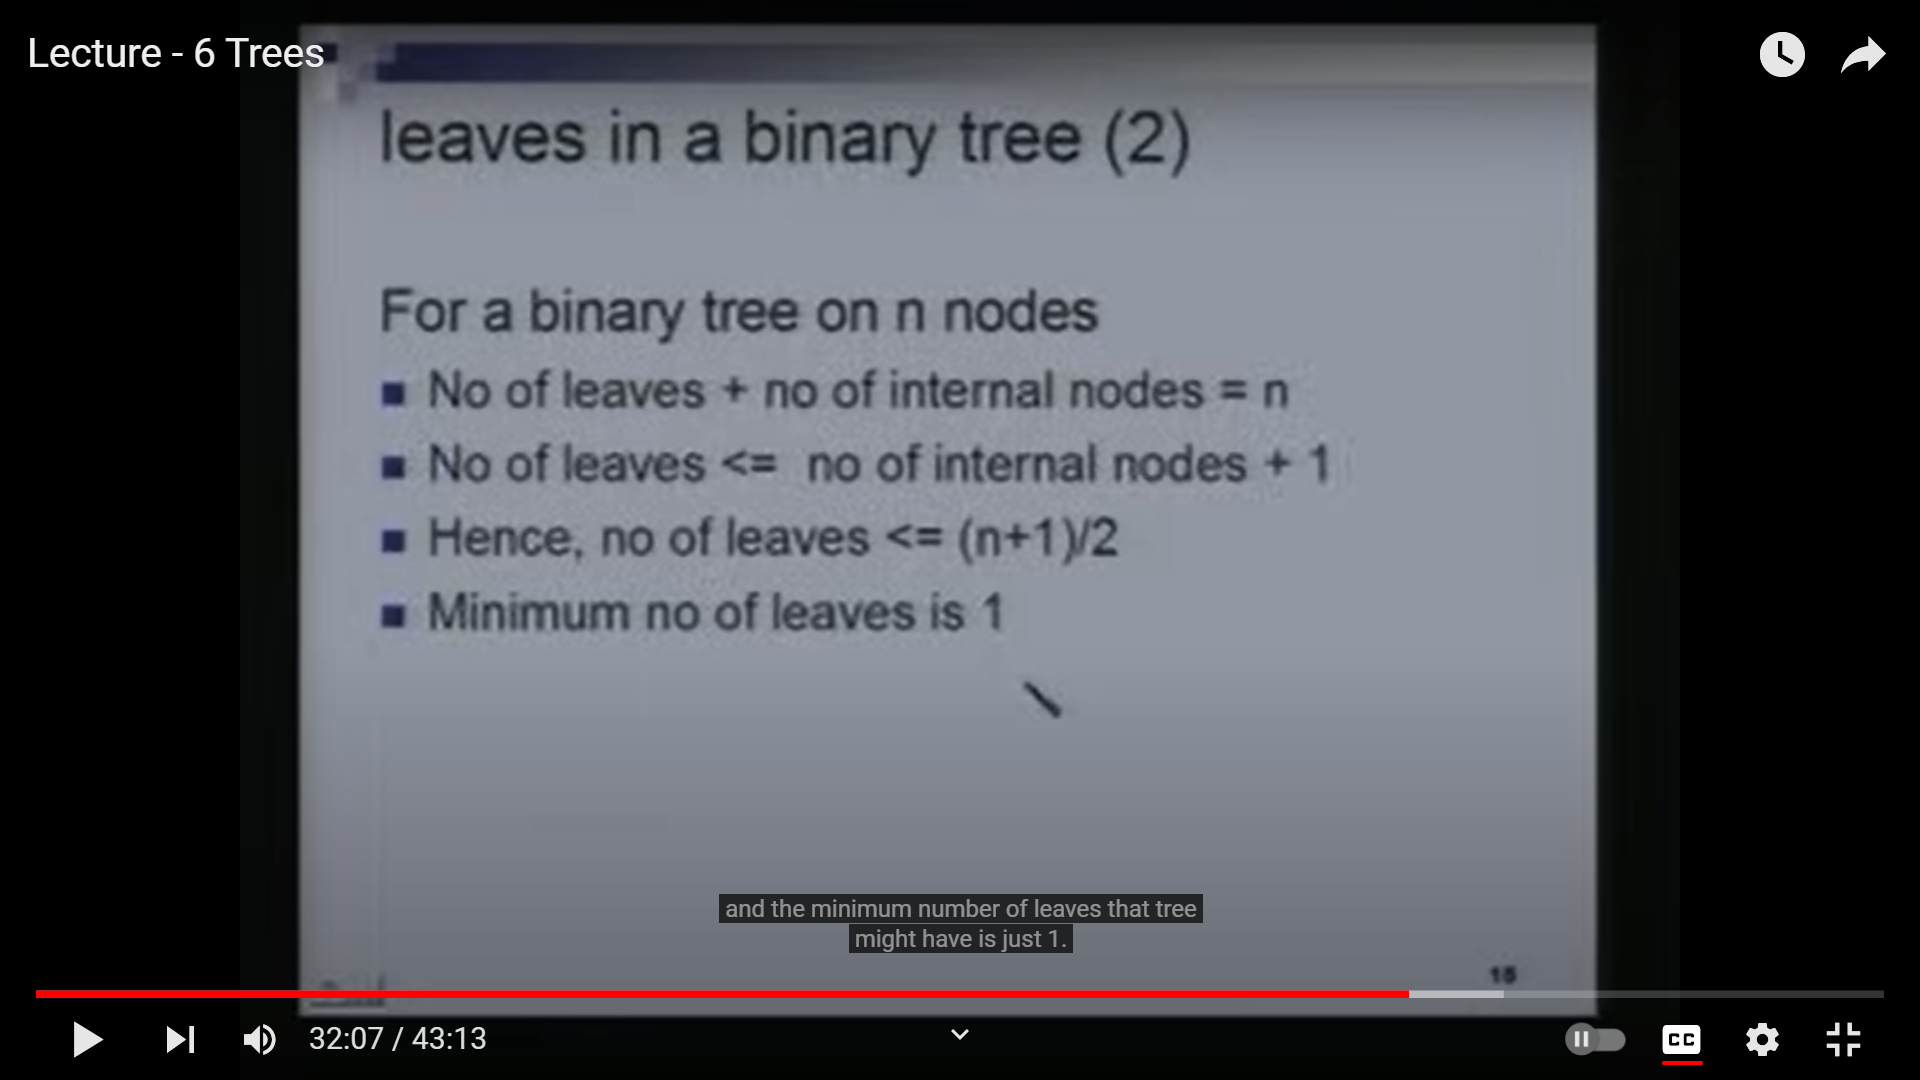 Lecture - 6 Trees
leaves in a binary tree (2)
For a binary tree on n nodes
No of leaves + no of internal nodes = n
No of leaves <= no of internal nodes + 1
Hence, no of leaves <= (n+1)/2
Minimum no of leaves is 1
and the minimum number of leaves that tree
might have is just 1.
15
32:07 / 43:13
CC